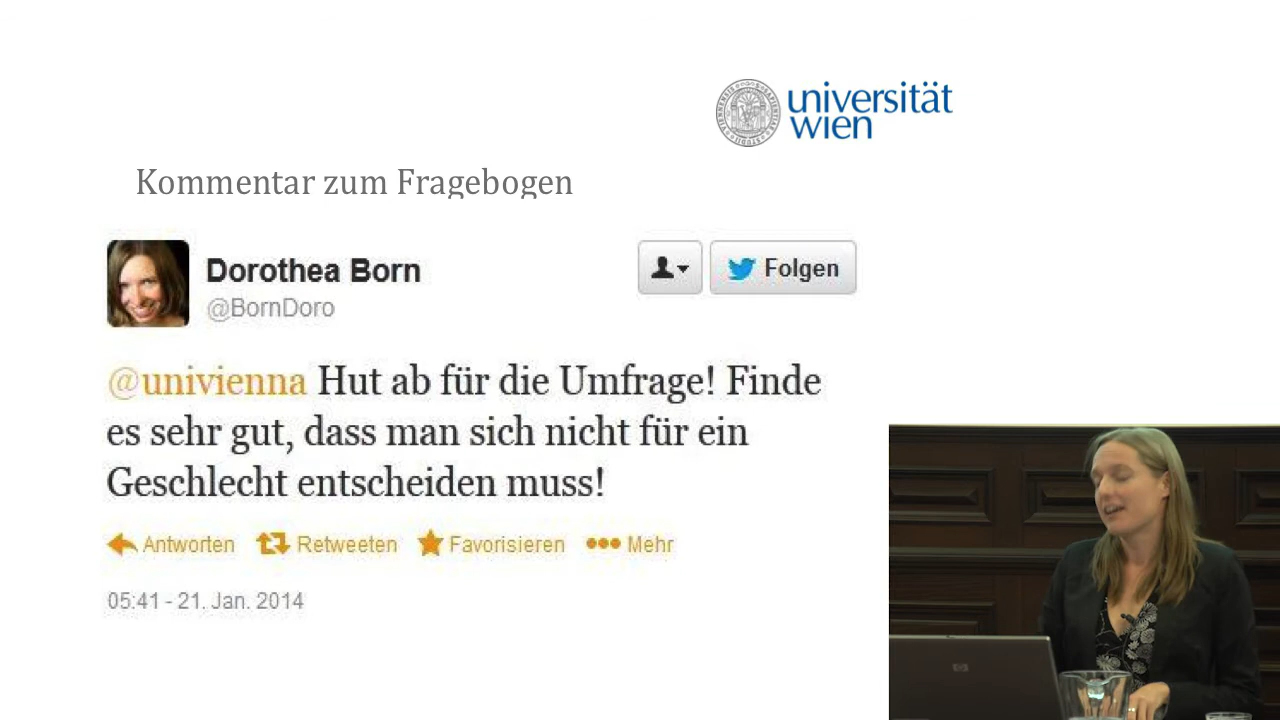 universität
wien
Kommentar zum Fragebogen
Dorothea Born
@BornDoro
Folgen
@univienna Hut ab für die Umfrage! Finde
es sehr gut, dass man sich nicht für ein
Geschlecht entscheiden muss!
Antworten Retweeten Favorisieren Mehr
05:41 - 21. Jan. 2014
hp